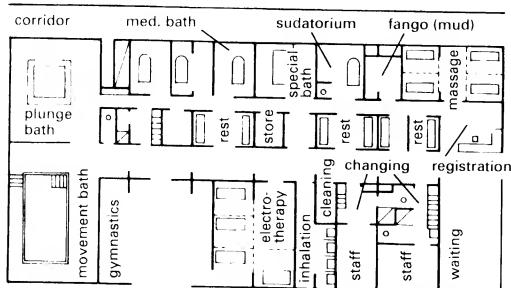 corridor
med. bath
sudatorium
fango (mud)
plunge
bath
rest
store
special
bath
rest
rest
massage
changing
registration
movement bath
gymnastics
electro-
therapy
inhalation
cleaning
staff
staff
waiting